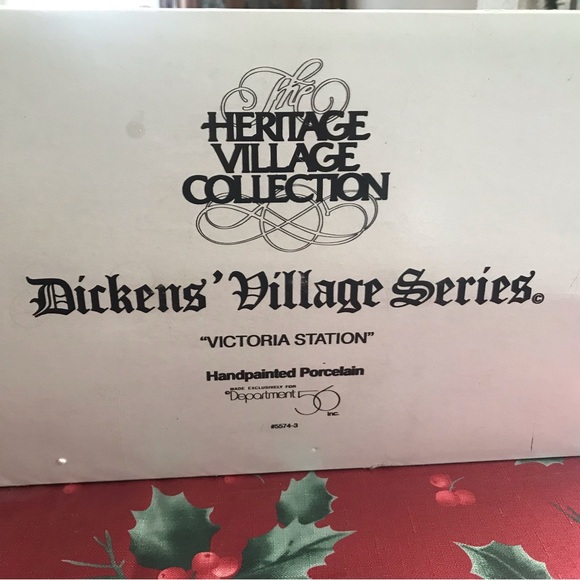 The
HERITAGE
VILLAGE
COLLECTION
Dickens' Village Series©
"VICTORIA STATION"
Handpainted Porcelain
MADE EXCLUSIVELY FOR
©Department 56 inc.
#5574-3